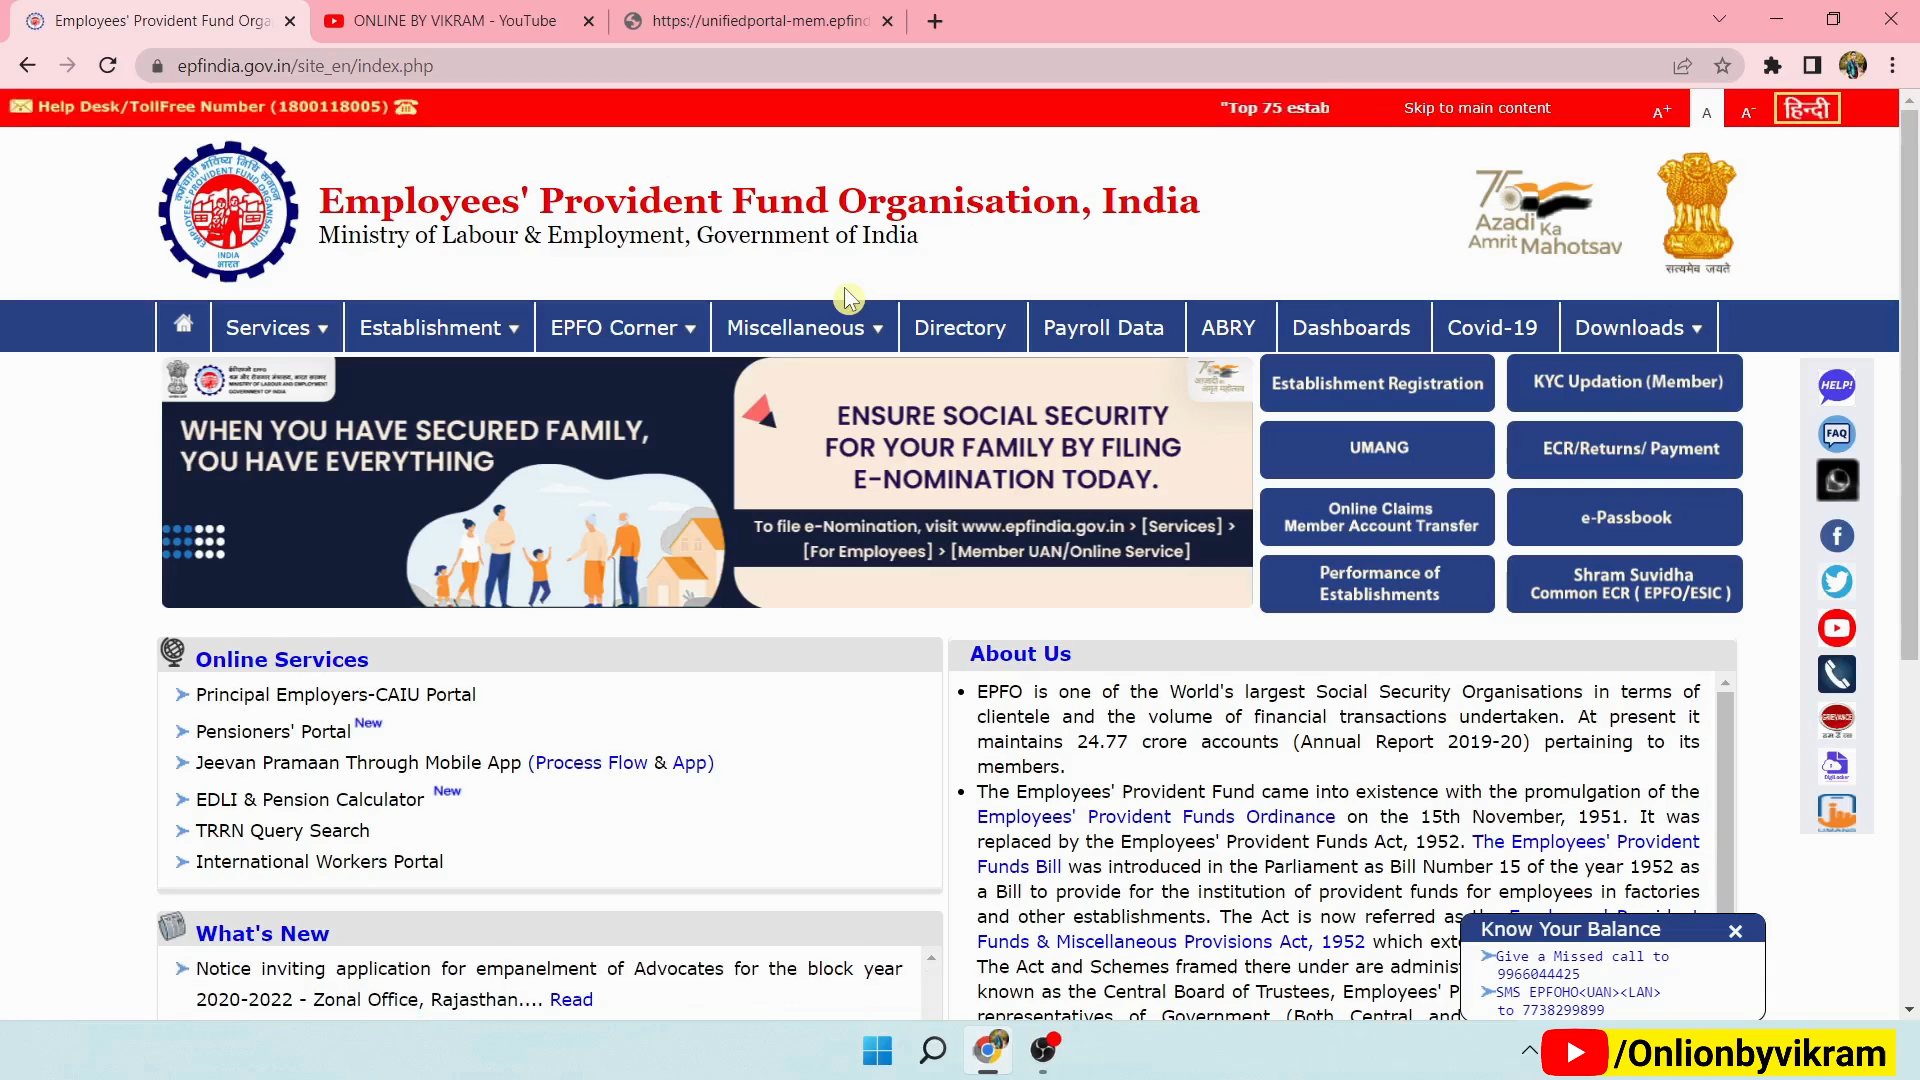 Employees' Provident Fund Orga
ONLINE BY VIKRAM - YouTube
https://unifiedportal-mem.epfind
epfindia.gov.in/site_en/index.php
Help Desk/TollFree Number (1800118005)
"Top 75 estab
Skip to main content
A+
A
A-
हिन्दी
Employees' Provident Fund Organisation, India
Ministry of Labour & Employment, Government of India
75
Azadi Ka
Amrit Mahotsav
सत्यमेव जयते
Services
Establishment
EPFO Corner
Miscellaneous
Directory
Payroll Data
ABRY
Dashboards
Covid-19
Downloads
WHEN YOU HAVE SECURED FAMILY,
YOU HAVE EVERYTHING
ENSURE SOCIAL SECURITY
FOR YOUR FAMILY BY FILING
E-NOMINATION TODAY.
To file e-Nomination, visit www.epfindia.gov.in > [Services] >
[For Employees] > [Member UAN/Online Service]
Establishment Registration
KYC Updation (Member)
UMANG
ECR/Returns/ Payment
Online Claims
Member Account Transfer
e-Passbook
Performance of
Establishments
Shram Suvidha
Common ECR ( EPFO/ESIC )
HELP!
FAQ
Online Services
Principal Employers-CAIU Portal
Pensioners' Portal New
Jeevan Pramaan Through Mobile App (Process Flow & App)
EDLI & Pension Calculator New
TRRN Query Search
International Workers Portal
What's New
Notice inviting application for empanelment of Advocates for the block year
2020-2022 - Zonal Office, Rajasthan.... Read
About Us
EPFO is one of the World's largest Social Security Organisations in terms of
clientele and the volume of financial transactions undertaken. At present it
maintains 24.77 crore accounts (Annual Report 2019-20) pertaining to its
members.
The Employees' Provident Fund came into existence with the promulgation of the
Employees' Provident Funds Ordinance on the 15th November, 1951. It was
replaced by the Employees' Provident Funds Act, 1952. The Employees' Provident
Funds Bill was introduced in the Parliament as Bill Number 15 of the year 1952 as
a Bill to provide for the institution of provident funds for employees in factories
and other establishments. The Act is now referred as
Funds & Miscellaneous Provisions Act, 1952 which
The Act and Schemes framed there under are
known as the Central Board of Trustees, Employees' P
representatives of Government (Both Central and
Know Your Balance
Give a Missed call to
9966044425
SMS EPFOHO<UAN><LAN>
to 7738299899
/Onlionbyvikram